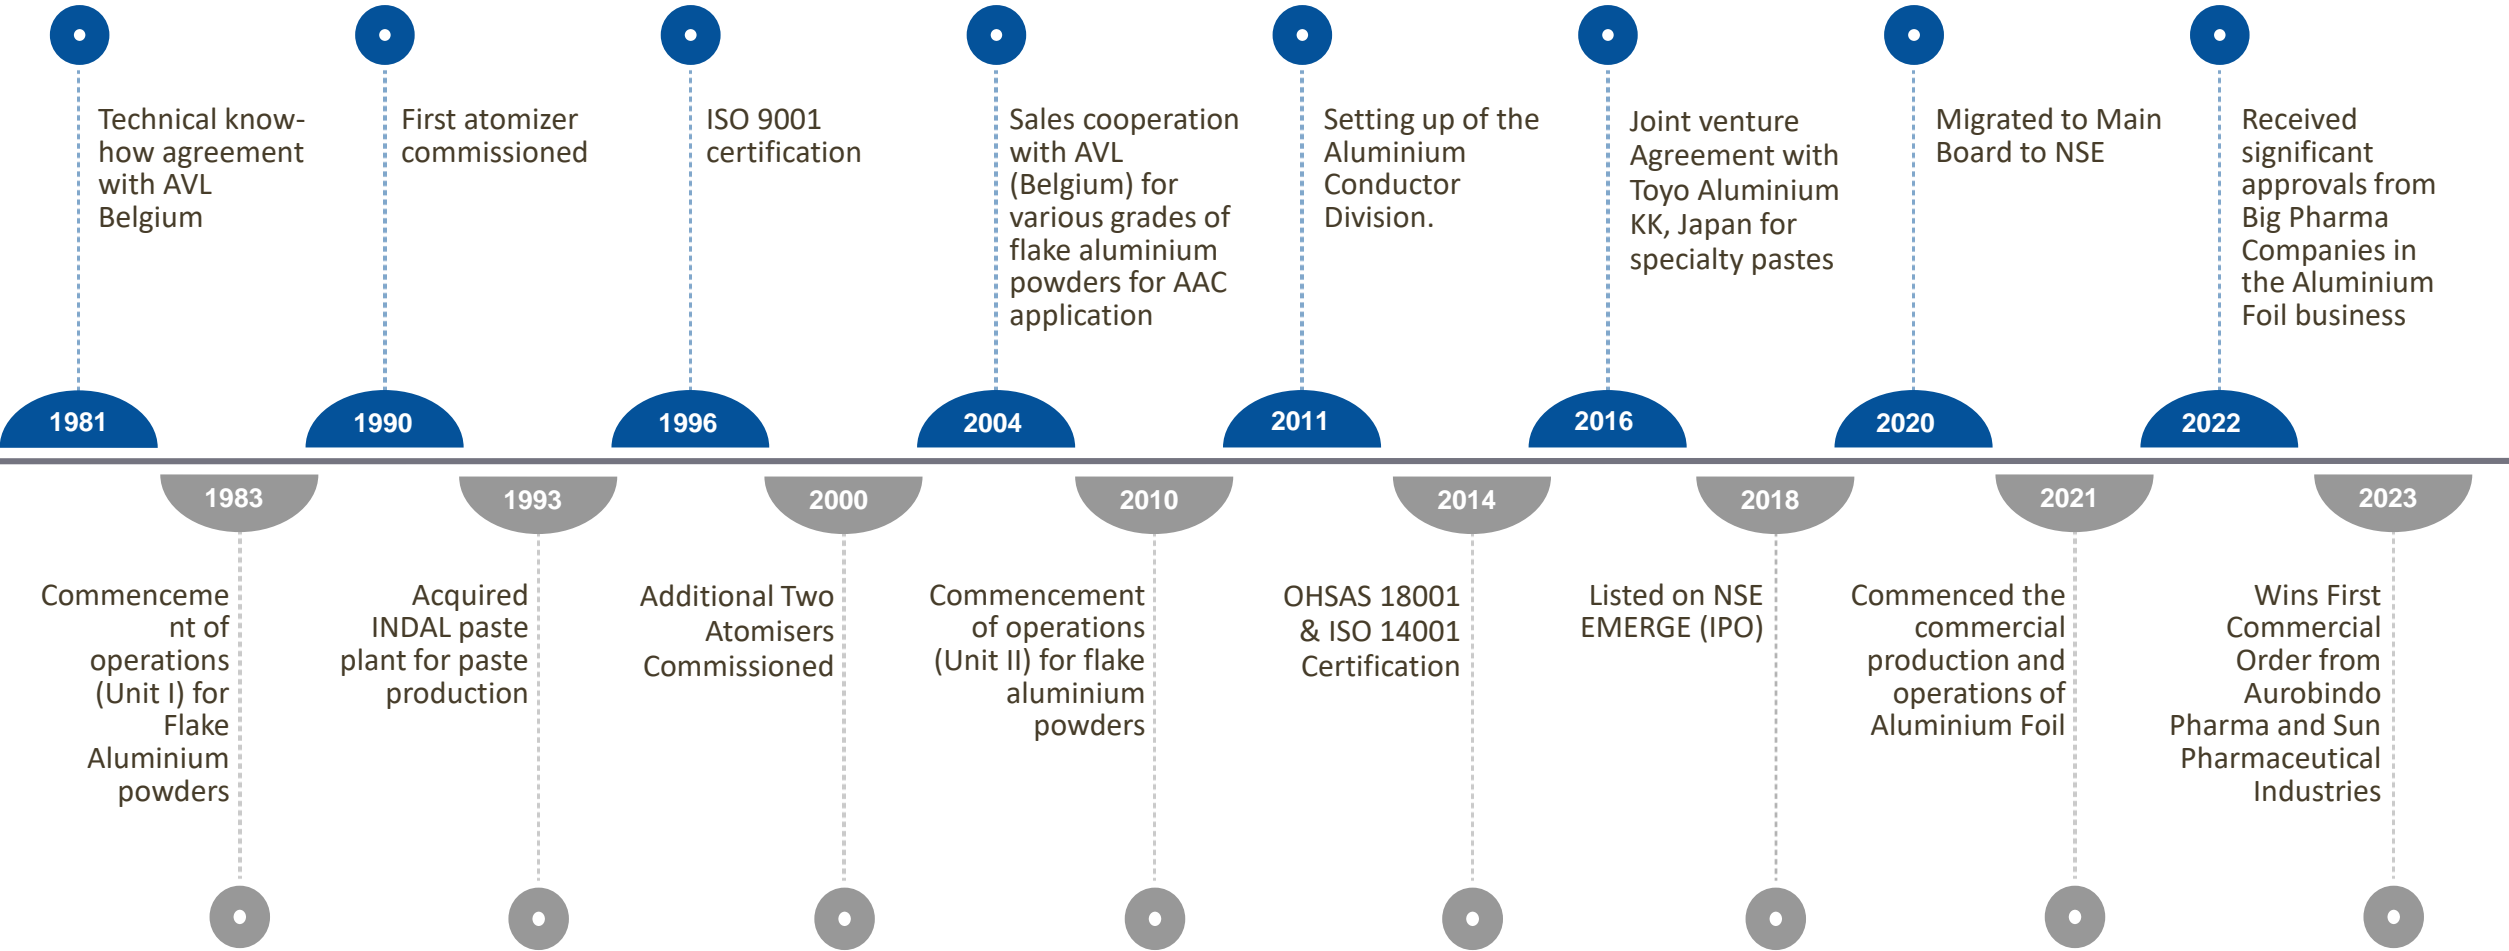 Technical know-
how agreement
with AVL
Belgium
First atomizer
commissioned
ISO 9001
certification
Sales cooperation
with AVL
(Belgium) for
various grades of
flake aluminium
powders for AAC
application
Setting up of the
Aluminium
Conductor
Division.
Joint venture
Agreement with
Toyo Aluminium
KK, Japan for
specialty pastes
Migrated to Main
Board to NSE
Received
significant
approvals from
Big Pharma
Companies in
the Aluminium
Foil business
1981
1990
1996
2004
2011
2016
2020
2022
1983
1993
2000
2010
2014
2018
2021
2023
Commenceme
nt of
operations
(Unit I) for
Flake
Aluminium
powders
Acquired
INDAL paste
plant for paste
production
Additional Two
Atomisers
Commissioned
Commencement
of operations
(Unit II) for flake
aluminium
powders
OHSAS 18001
& ISO 14001
Certification
Listed on NSE
EMERGE (IPO)
Commenced the
commercial
production and
operations of
Aluminium Foil
Wins First
Commercial
Order from
Aurobindo
Pharma and Sun
Pharmaceutical
Industries